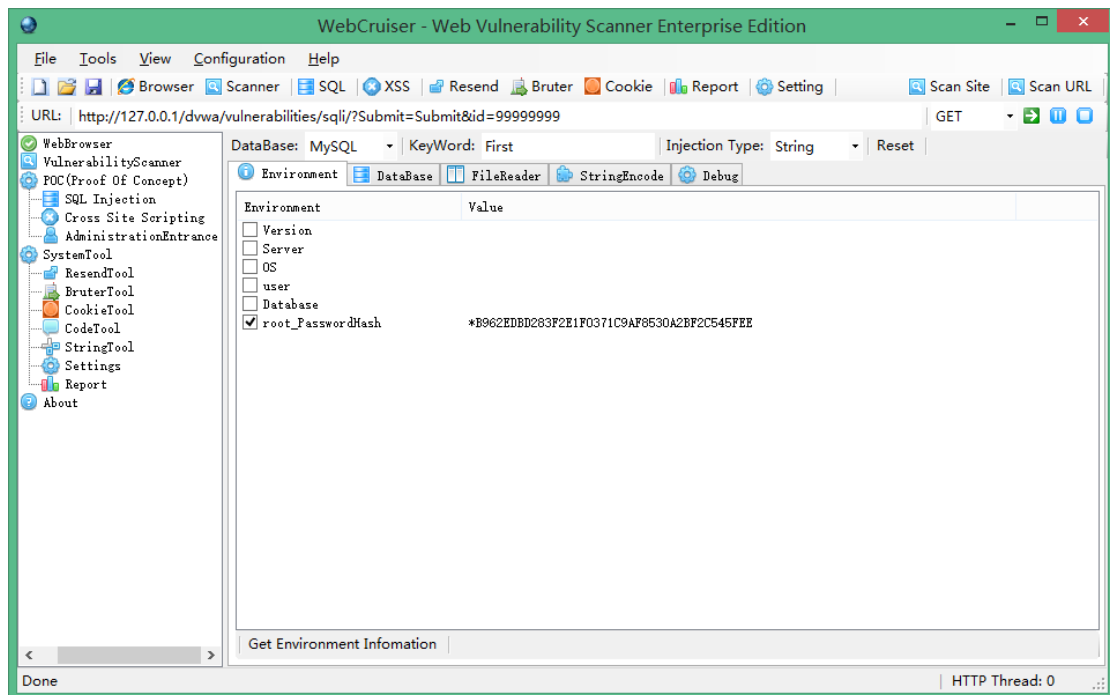 WebCruiser - Web Vulnerability Scanner Enterprise Edition
File Tools View Configuration Help
Browser Scanner SQL XSS Resend Bruter Cookie Report Setting Scan Site Scan URL
URL: http://127.0.0.1/dvwa/vulnerabilities/sqli/?Submit=Submit&id=99999999 GET
WebBrowser
VulnerabilityScanner
POC(Proof Of Concept)
SQL Injection
Cross Site Scripting
AdministrationEntrance
SystemTool
ResendTool
BruterTool
CookieTool
CodeTool
StringTool
Settings
Report
About
DataBase: MySQL KeyWord: First Injection Type: String Reset
Environment DataBase FileReader StringEncode Debug
Environment Value
Version
Server
OS
user
Database
root_PasswordHash *B962EDBD283F2E1F0371C9AF8530A2BF2C545FEE
Get Environment Infomation
Done HTTP Thread: 0